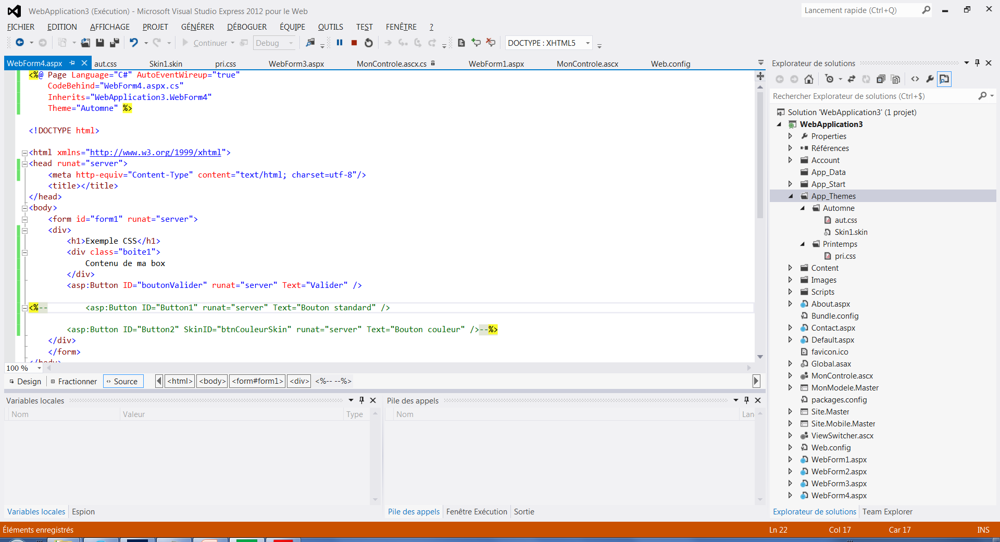 WebApplication3 (Exécution) - Microsoft Visual Studio Express 2012 pour le Web
Lancement rapide (Ctrl+Q)
FICHIER EDITION AFFICHAGE PROJET GÉNÉRER DÉBOGUER ÉQUIPE OUTILS TEST FENÊTRE ?
Continuer Debug DOCTYPE : XHTML5
WebForm4.aspx aut.css Skin1.skin pri.css WebForm3.aspx MonControle.ascx.cs WebForm1.aspx MonControle.ascx Web.config
<%@ Page Language="C#" AutoEventWireup="true"
CodeBehind="WebForm4.aspx.cs"
Inherits="WebApplication3.WebForm4"
Theme="Automne" %>
<!DOCTYPE html>
<html xmlns="http://www.w3.org/1999/xhtml">
<head runat="server">
<meta http-equiv="Content-Type" content="text/html; charset=utf-8"/>
<title></title>
</head>
<body>
<form id="form1" runat="server">
<div>
<h1>Exemple CSS</h1>
<div class="boite1">
Contenu de ma box
</div>
<asp:Button ID="boutonValider" runat="server" Text="Valider" />
<%-- <asp:Button ID="Button1" runat="server" Text="Bouton standard" />
<asp:Button ID="Button2" SkinID="btnCouleurSkin" runat="server" Text="Bouton couleur" />--%>
</div>
</form>
</body>
100 %
Design Fractionner Source <html> <body> <form#form1> <div> <%-- --%>
Variables locales
Nom Valeur Type
Variables locales Espion
Pile des appels
Nom Lan
Pile des appels Fenêtre Exécution Sortie
Explorateur de solutions
Rechercher Explorateur de solutions (Ctrl+$)
Solution 'WebApplication3' (1 projet)
WebApplication3
Properties
Références
Account
App_Data
App_Start
App_Themes
Automne
aut.css
Skin1.skin
Printemps
pri.css
Content
Images
Scripts
About.aspx
Bundle.config
Contact.aspx
Default.aspx
favicon.ico
Global.asax
MonControle.ascx
MonModele.Master
packages.config
Site.Master
Site.Mobile.Master
ViewSwitcher.ascx
Web.config
WebForm1.aspx
WebForm2.aspx
WebForm3.aspx
WebForm4.aspx
Explorateur de solutions Team Explorer
Éléments enregistrés Ln 22 Col 17 Car 17 INS